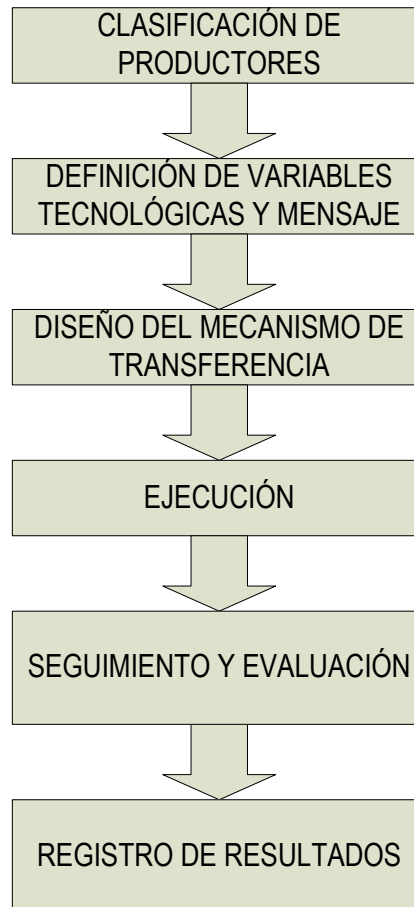 CLASIFICACIÓN DE
PRODUCTORES
DEFINICIÓN DE VARIABLES
TECNOLÓGICAS Y MENSAJE
DISEÑO DEL MECANISMO DE
TRANSFERENCIA
EJECUCIÓN
SEGUIMIENTO Y EVALUACIÓN
REGISTRO DE RESULTADOS